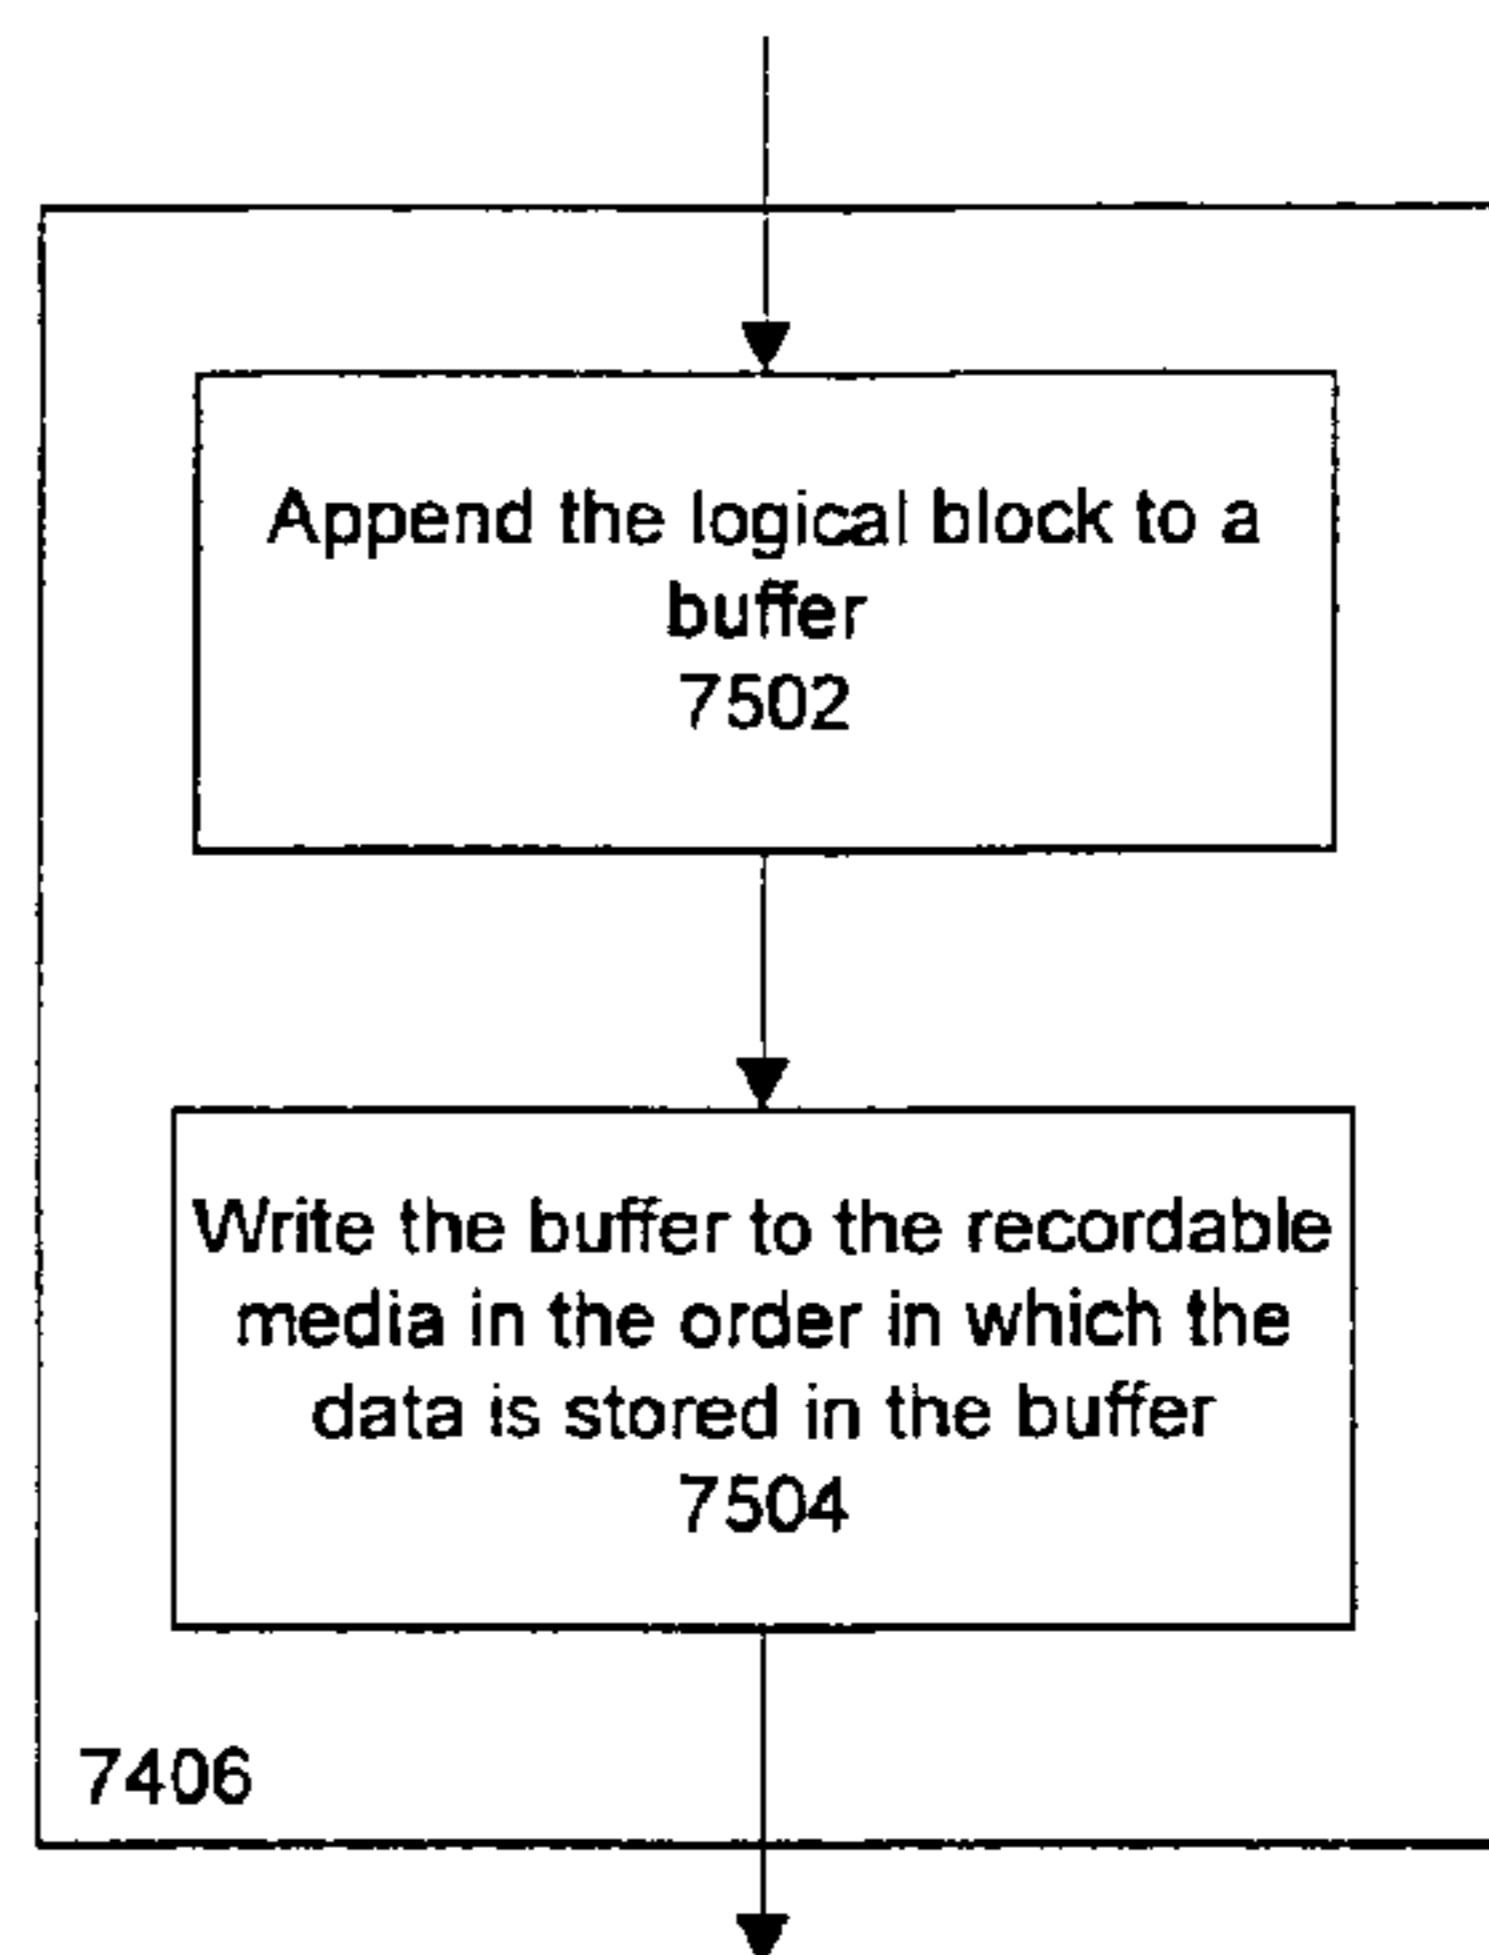 Append the logical block to a
buffer
7502
Write the buffer to the recordable
media in the order in which the
data is stored in the buffer
7504
7406